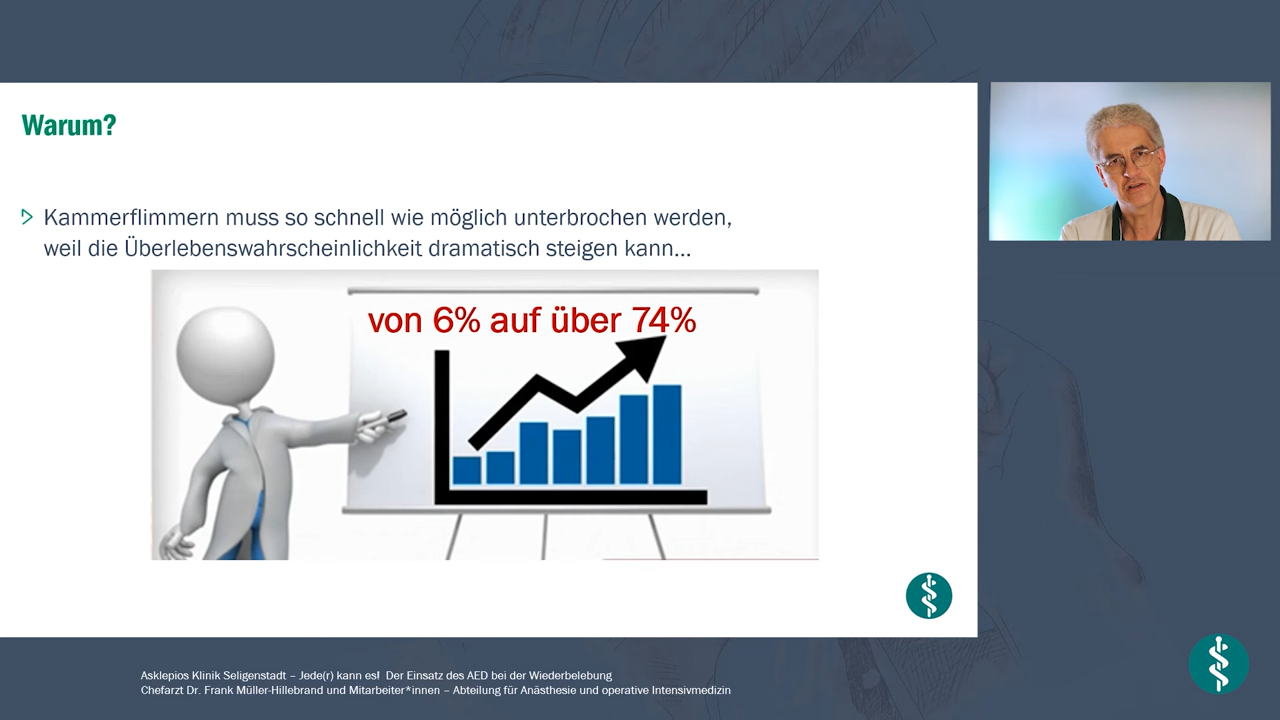 Warum?
Kammerflimmern muss so schnell wie möglich unterbrochen werden,
weil die Überlebenswahrscheinlichkeit dramatisch steigen kann...
von 6% auf über 74%
Asklepios Klinik Seligenstadt – Jede(r) kann es! Der Einsatz des AED bei der Wiederbelebung
Chefarzt Dr. Frank Müller-Hillebrand und Mitarbeiter*innen – Abteilung für Anästhesie und operative Intensivmedizin